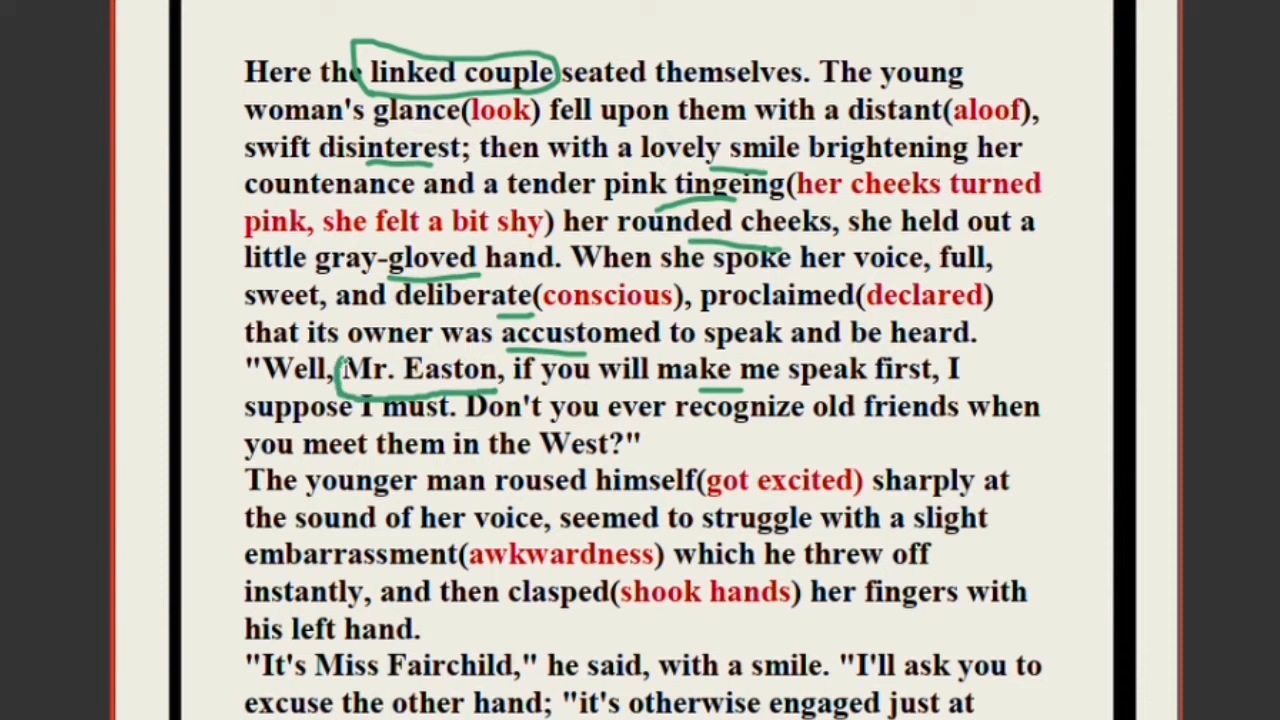 Here the linked couple seated themselves. The young
woman's glance(look) fell upon them with a distant(aloof),
swift disinterest; then with a lovely smile brightening her
countenance and a tender pink tingeing(her cheeks turned
pink, she felt a bit shy) her rounded cheeks, she held out a
little gray-gloved hand. When she spoke her voice, full,
sweet, and deliberate(conscious), proclaimed(declared)
that its owner was accustomed to speak and be heard.
"Well, Mr. Easton, if you will make me speak first, I
suppose I must. Don't you ever recognize old friends when
you meet them in the West?"
The younger man roused himself(got excited) sharply at
the sound of her voice, seemed to struggle with a slight
embarrassment(awkwardness) which he threw off
instantly, and then clasped(shook hands) her fingers with
his left hand.
"It's Miss Fairchild," he said, with a smile. "I'll ask you to
excuse the other hand; "it's otherwise engaged just at